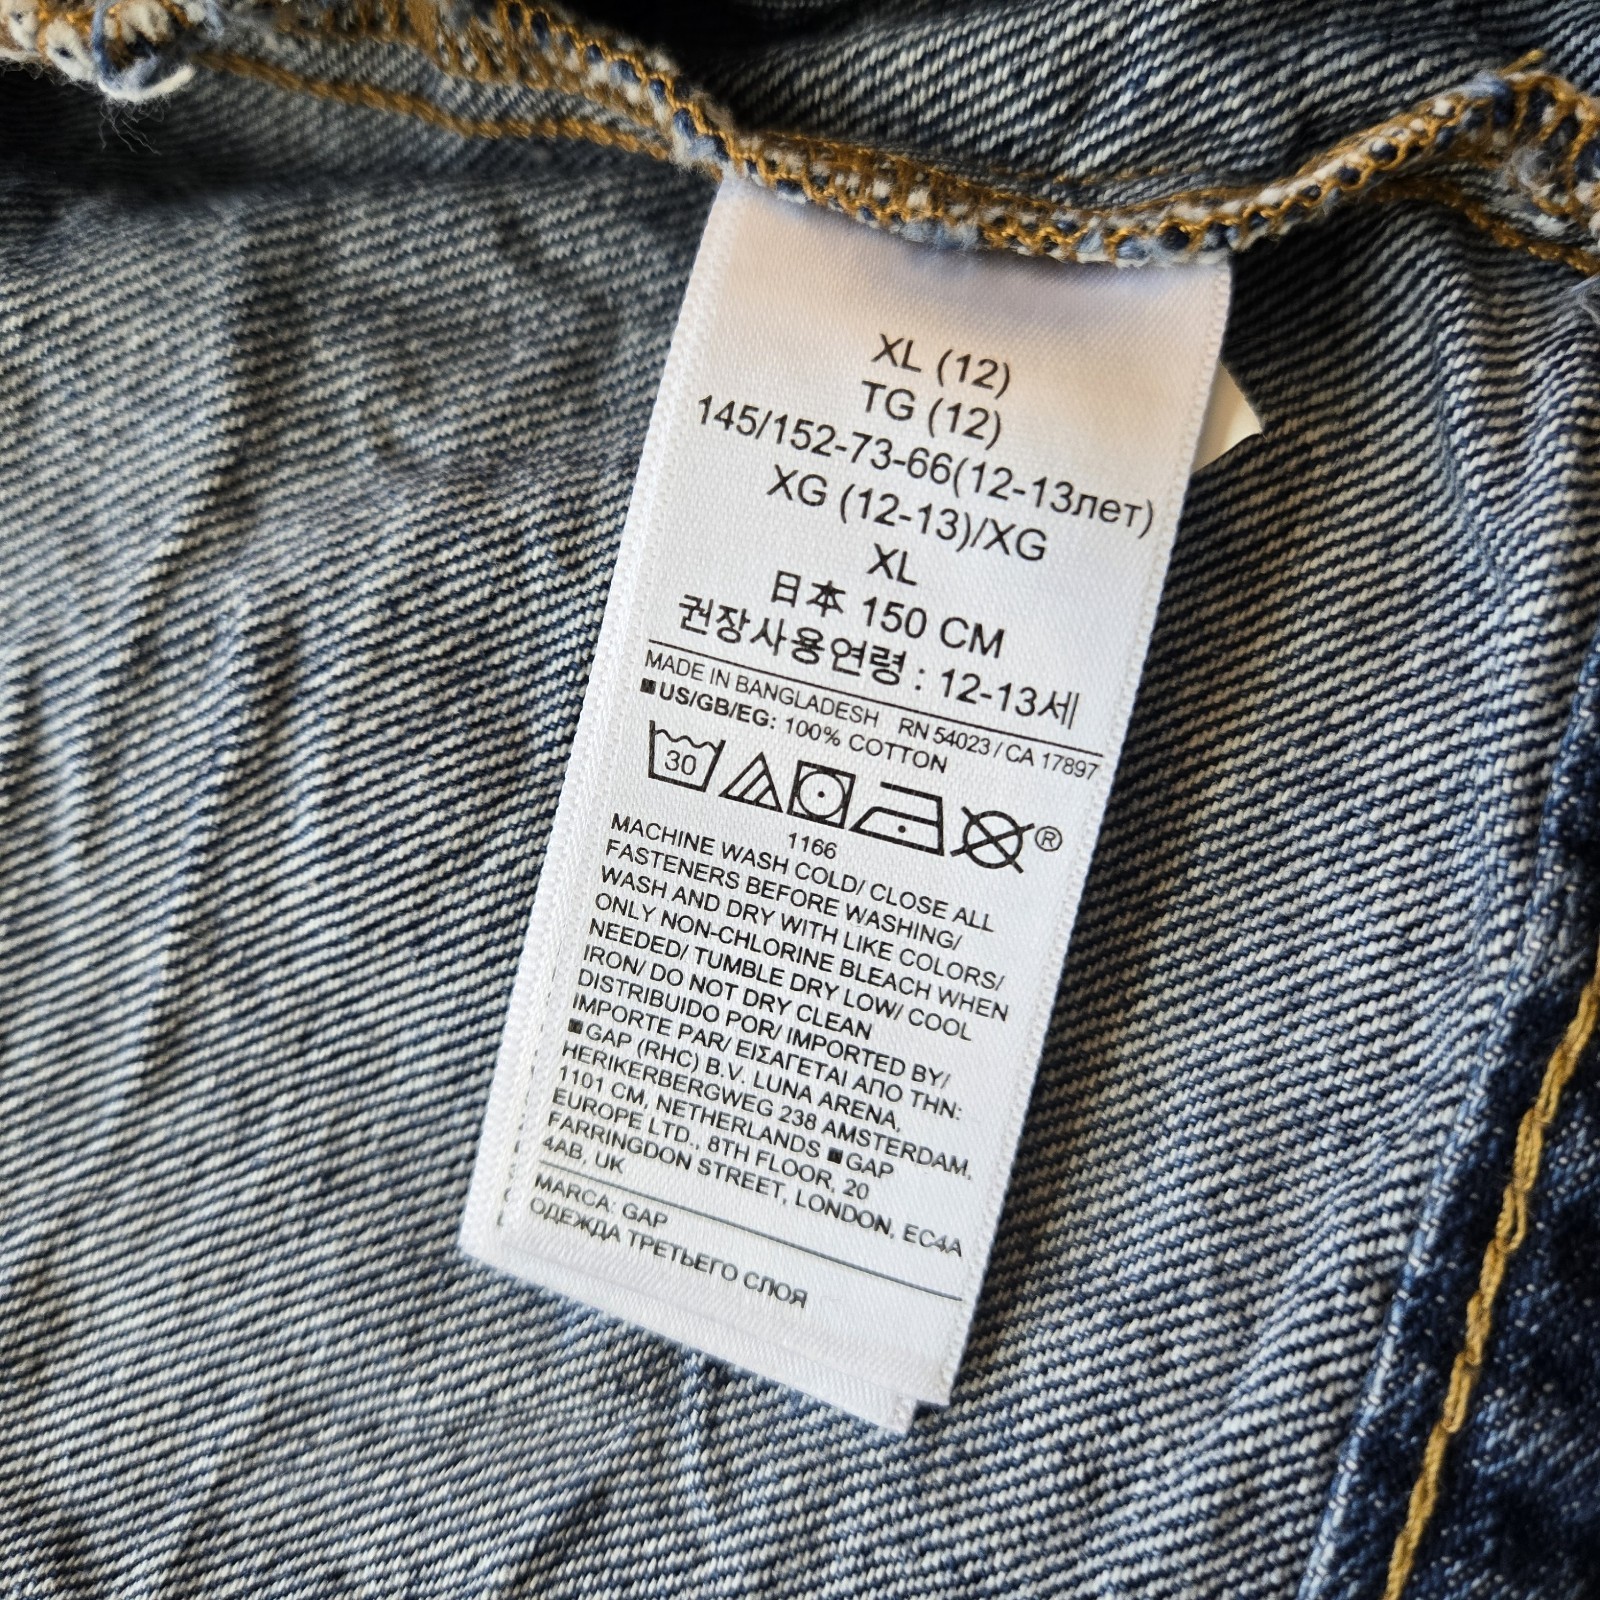 XL (12)
TG (12)
145/152-73-66(12-13лет)
XG (12-13)/XG
XL
日本 150 CM
권장사용연령 : 12-13세
MADE IN BANGLADESH RN 54023 / CA 17897
■US/GB/EG: 100% COTTON
30
®
1166
MACHINE WASH COLD/ CLOSE ALL
FASTENERS BEFORE WASHING/
WASH AND DRY WITH LIKE COLORS/
ONLY NON-CHLORINE BLEACH WHEN
NEEDED/ TUMBLE DRY LOW/ COOL
IRON/ DO NOT DRY CLEAN
DISTRIBUIDO POR/ IMPORTED BY/
IMPORTE PAR/ ΕΙΣΑΓΕΤΑΙ ΑΠΟ ΤΗΝ:
■GAP (RHC) B.V. LUNA ARENA,
HERIKERBERGWEG 238 AMSTERDAM,
1101 CM, NETHERLANDS ■GAP
EUROPE LTD., 8TH FLOOR, 20
FARRINGDON STREET, LONDON, EC4A
4AB, UK
MARCA: GAP
ОДЕЖДА ТРЕТЬЕГО СЛОЯ